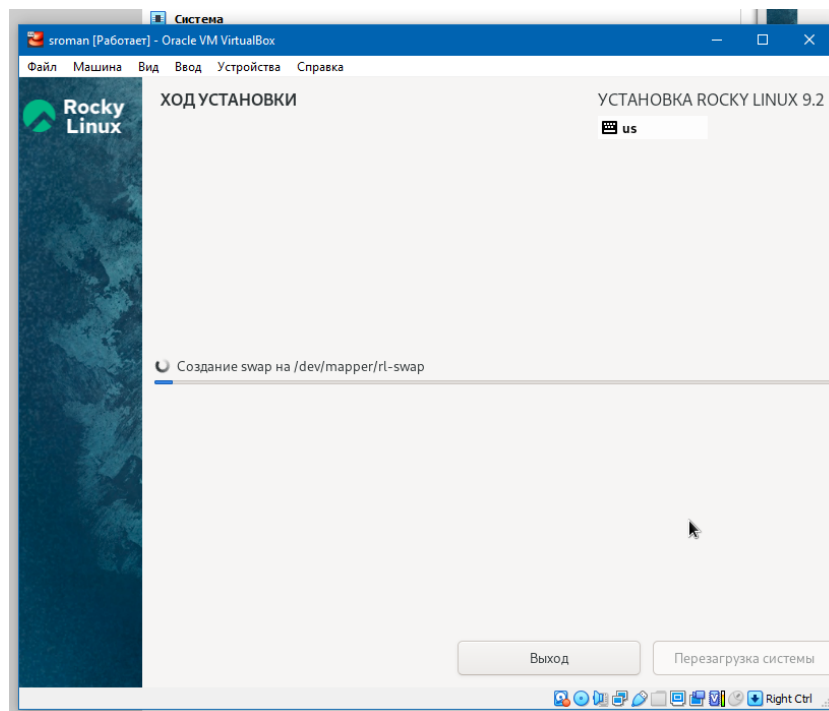 Система
sroman [Работает] - Oracle VM VirtualBox
Файл Машина Вид Ввод Устройства Справка
Rocky
Linux
ХОД УСТАНОВКИ
УСТАНОВКА ROCKY LINUX 9.2
us
Создание swap на /dev/mapper/rl-swap
Выход
Перезагрузка системы
Right Ctrl